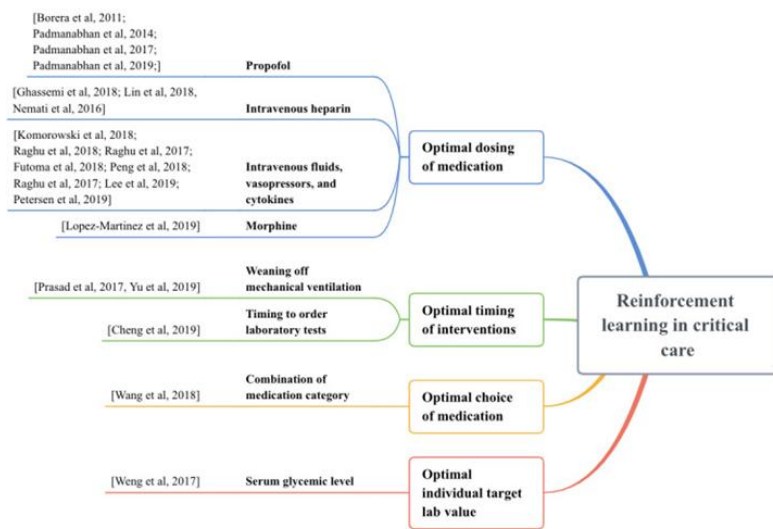 [Borera et al, 2011;
Padmanabhan et al, 2014;
Padmanabhan et al, 2017;
Padmanabhan et al, 2019;]
Propofol
[Ghassemi et al, 2018; Lin et al, 2018,
Nemati et al, 2016]
Intravenous heparin
[Komorowski et al, 2018;
Raghu et al, 2018; Raghu et al, 2017;
Futoma et al, 2018; Peng et al, 2018;
Raghu et al, 2017; Lee et al, 2019;
Petersen et al, 2019]
Intravenous fluids,
vasopressors, and
cytokines
[Lopez-Martinez et al, 2019]
Morphine
Optimal dosing
of medication
[Prasad et al, 2017, Yu et al, 2019]
Weaning off
mechanical ventilation
[Cheng et al, 2019]
Timing to order
laboratory tests
Optimal timing
of interventions
[Wang et al, 2018]
Combination of
medication category
Optimal choice
of medication
[Weng et al, 2017]
Serum glycemic level
Optimal
individual target
lab value
Reinforcement
learning in critical
care